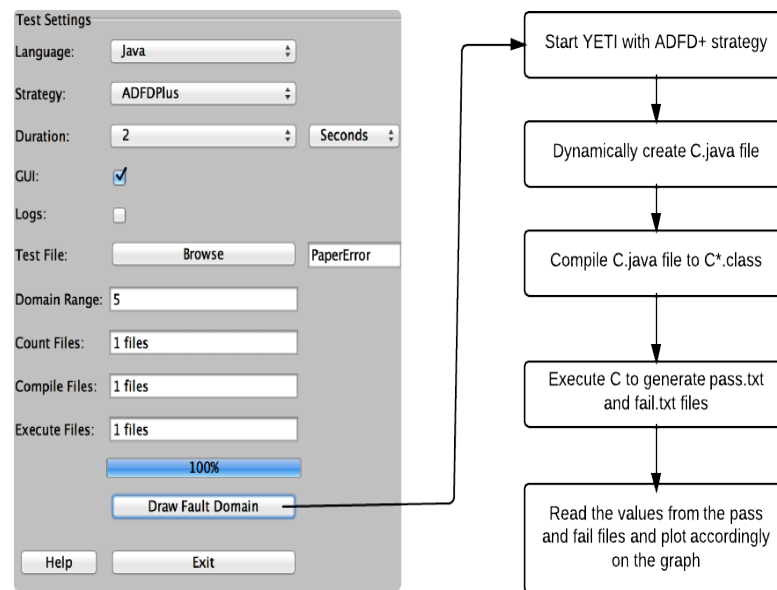 Test Settings
Language: Java
Strategy: ADFDPlus
Duration: 2 Seconds
GUI:
Logs:
Test File: Browse PaperError
Domain Range: 5
Count Files: 1 files
Compile Files: 1 files
Execute Files: 1 files
100%
Draw Fault Domain
Help Exit
Start YETI with ADFD+ strategy
Dynamically create C.java file
Compile C.java file to C*.class
Execute C to generate pass.txt
and fail.txt files
Read the values from the pass
and fail files and plot accordingly
on the graph